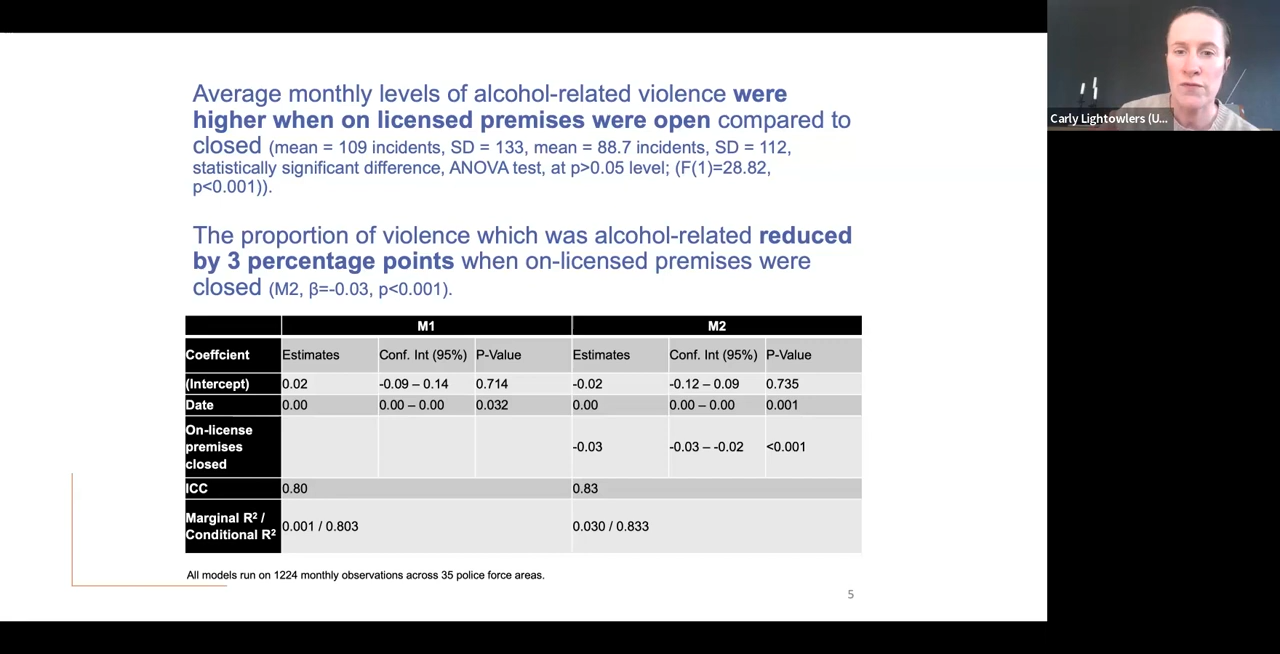 Average monthly levels of alcohol-related violence were
higher when on licensed premises were open compared to
closed (mean = 109 incidents, SD = 133, mean = 88.7 incidents, SD = 112,
statistically significant difference, ANOVA test, at p>0.05 level; (F(1)=28.82,
p<0.001)).
The proportion of violence which was alcohol-related reduced
by 3 percentage points when on-licensed premises were
closed (M2, β=-0.03, p<0.001).
M1 M2
Coeffcient Estimates Conf. Int (95%) P-Value Estimates Conf. Int (95%) P-Value
(Intercept) 0.02 -0.09 – 0.14 0.714 -0.02 -0.12 – 0.09 0.735
Date 0.00 0.00 – 0.00 0.032 0.00 0.00 – 0.00 0.001
On-license
premises
closed
-0.03 -0.03 – -0.02 <0.001
ICC 0.80 0.83
Marginal R² /
Conditional R²
0.001 / 0.803 0.030 / 0.833
All models run on 1224 monthly observations across 35 police force areas.
5
Carly Lightowlers (U...